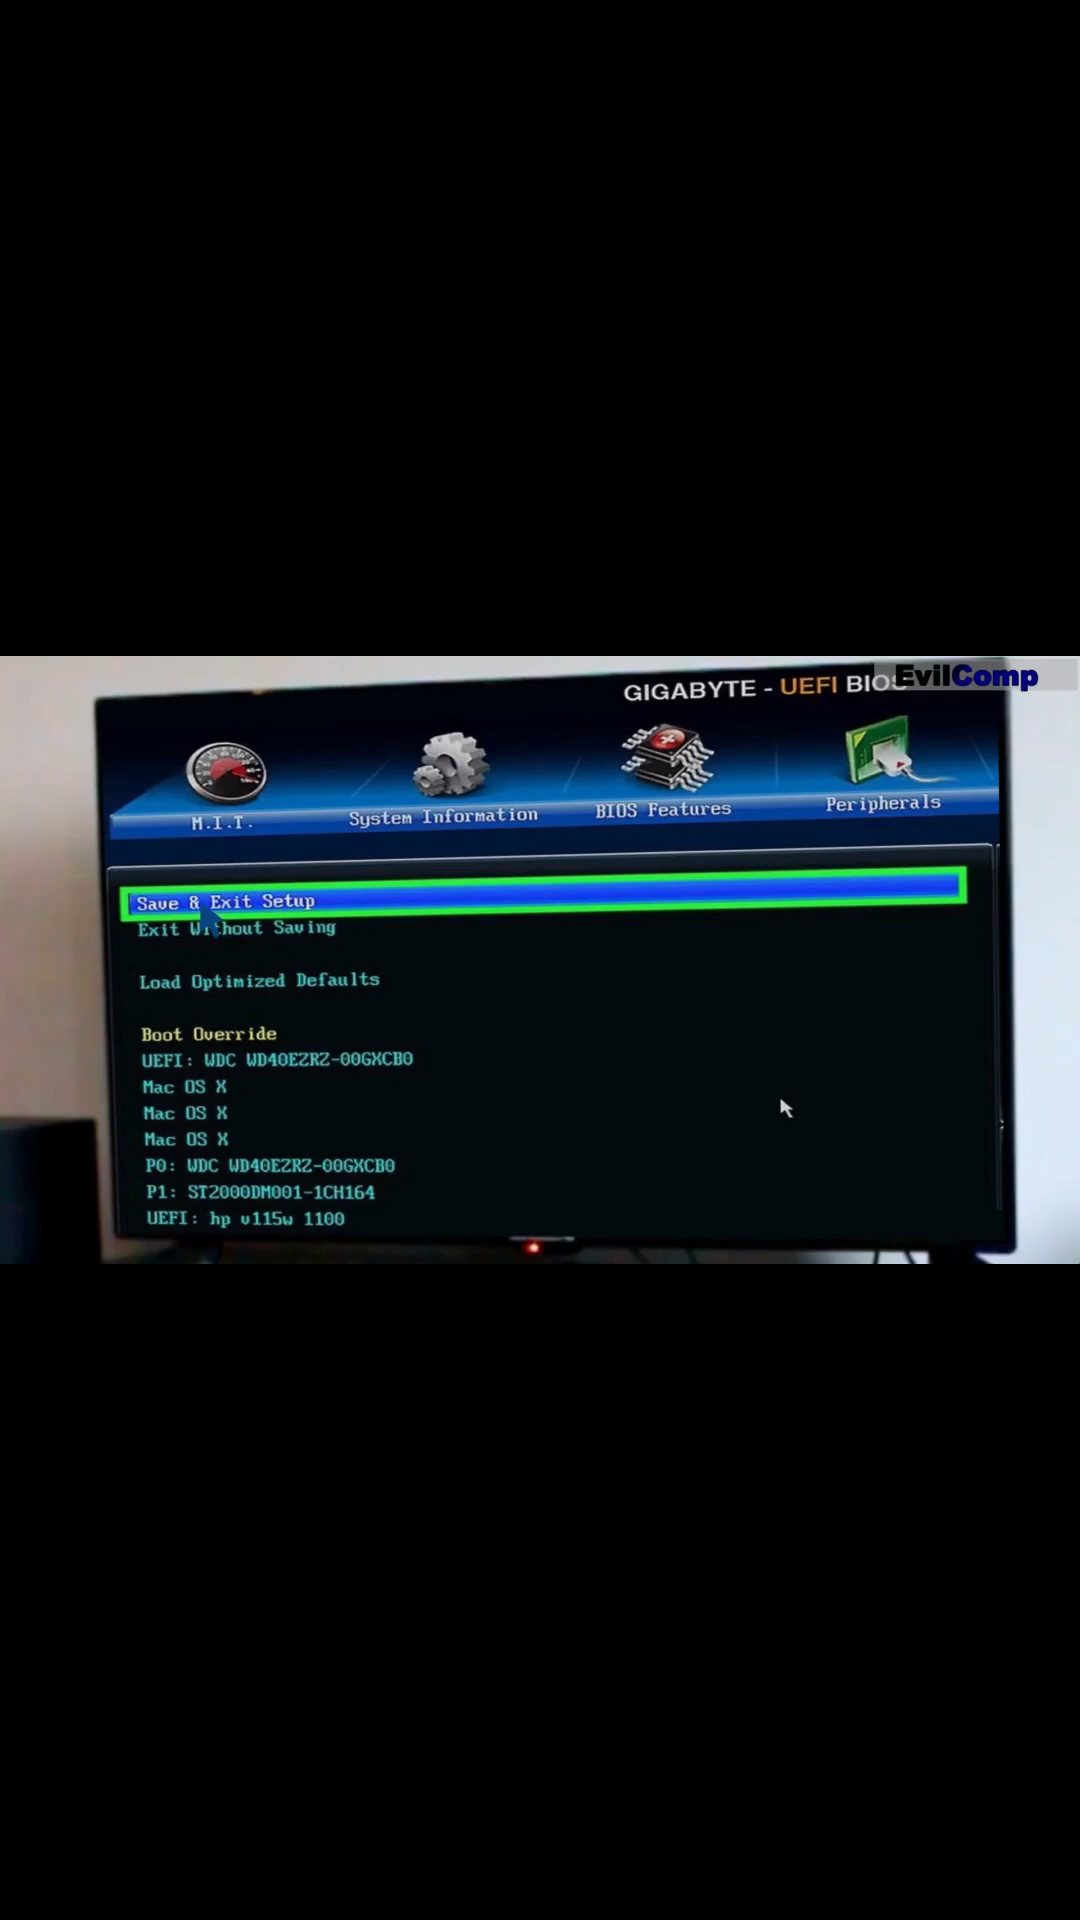 EvilComp
GIGABYTE - UEFI BIOS
M.I.T.
System Information
BIOS Features
Peripherals
Save & Exit Setup
Exit Without Saving
Load Optimized Defaults
Boot Override
UEFI: WDC WD40EZRZ-00GXCB0
Mac OS X
Mac OS X
Mac OS X
P0: WDC WD40EZRZ-00GXCB0
P1: ST2000DM001-1CH164
UEFI: hp v115w 1100